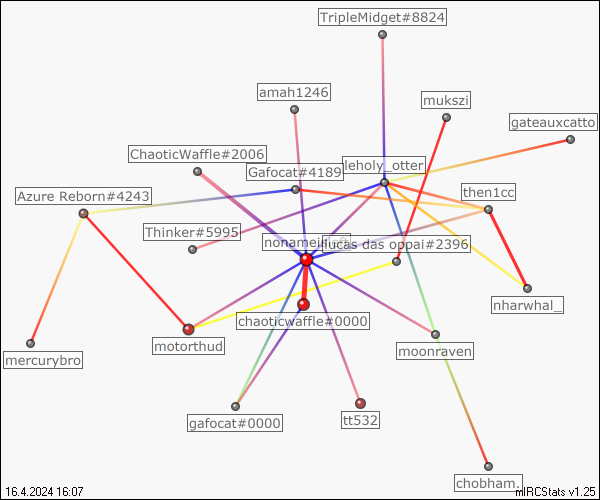 TripleMidget#8824
amah1246
mukszi
gateauxcatto
ChaoticWaffle#2006
Gafocat#4189
leholy_otter
Azure Reborn#4243
then1cc
Thinker#5995
lucas das oppai#2396
nharwhal_
chaoticwaffle#0000
motorthud
moonraven
mercurybro
gafocat#0000
tt532
chobham.
16.4.2024 16:07
mIRCStats v1.25